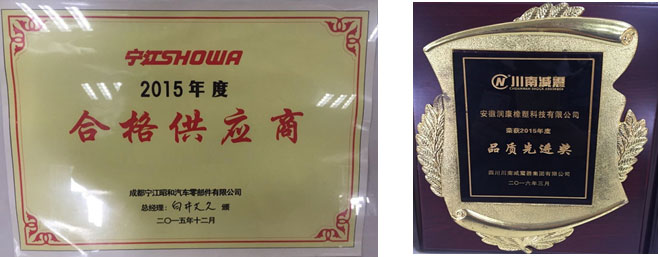 宁江SHOWA
2015年度
合格供应商
成都宁江昭和汽车零部件有限公司
总经理:
二〇一五年十二月
川南减震
CHUANNAN SHOCK ABSORBER
安徽润康橡塑科技有限公司
荣获2015年度
品质先进奖
四川川南减震器集团有限公司
二〇一六年三月